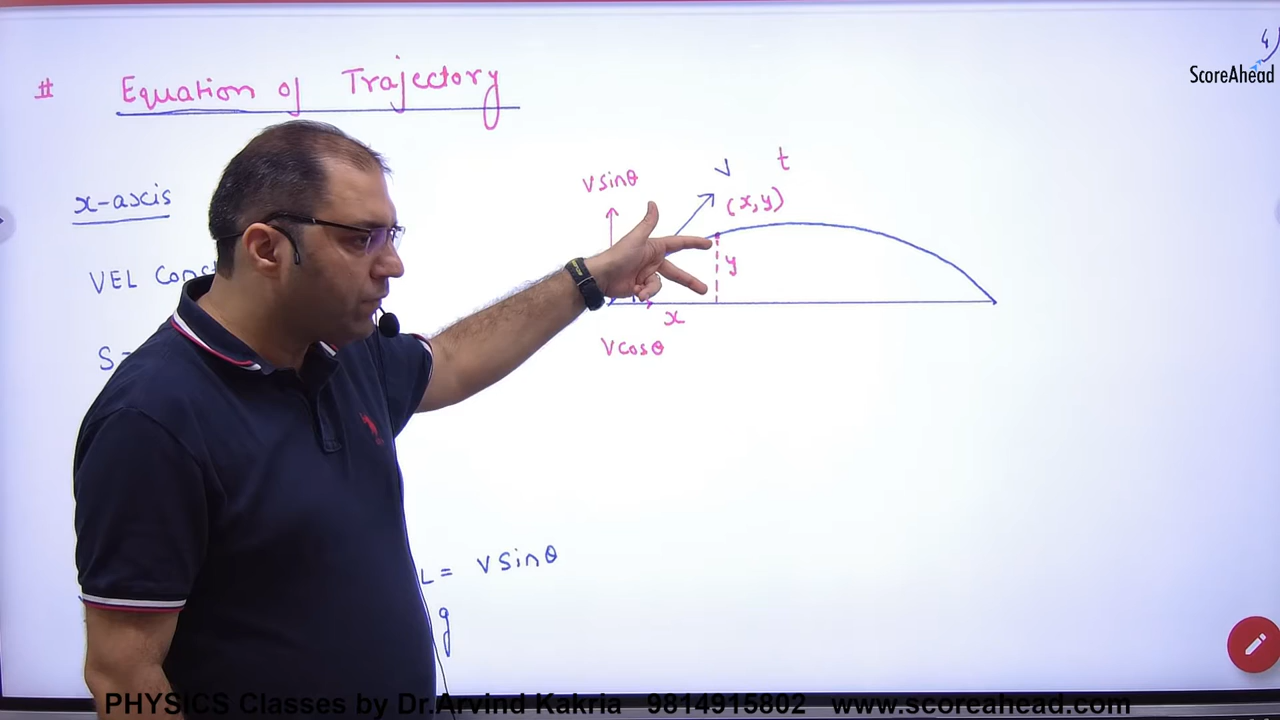 # Equation of Trajectory
4
ScoreAhead
x-axis
VEL Cons
S=
V sinθ
V
t
(x,y)
y
x
V cosθ
L = V Sinθ
g
PHYSICS Classes by Dr.Arvind Kakria 9814915802 www.scoreahead.com